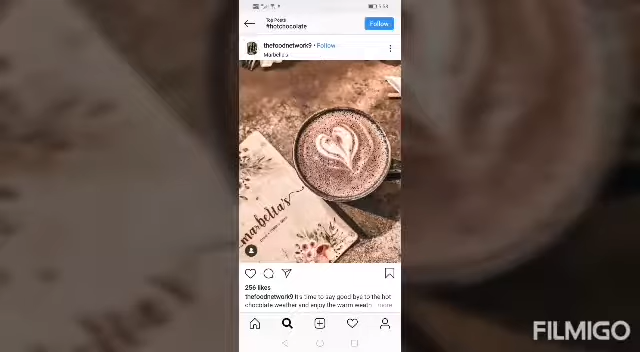 Top Posts
#hotchocolate
Follow
thefoodnetwork9 • Follow
Marbella's
marbella's
256 likes
thefoodnetwork9 It's time to say good bye to the hot
chocolate weather and enjoy the warm weath ... more
FILMIGO